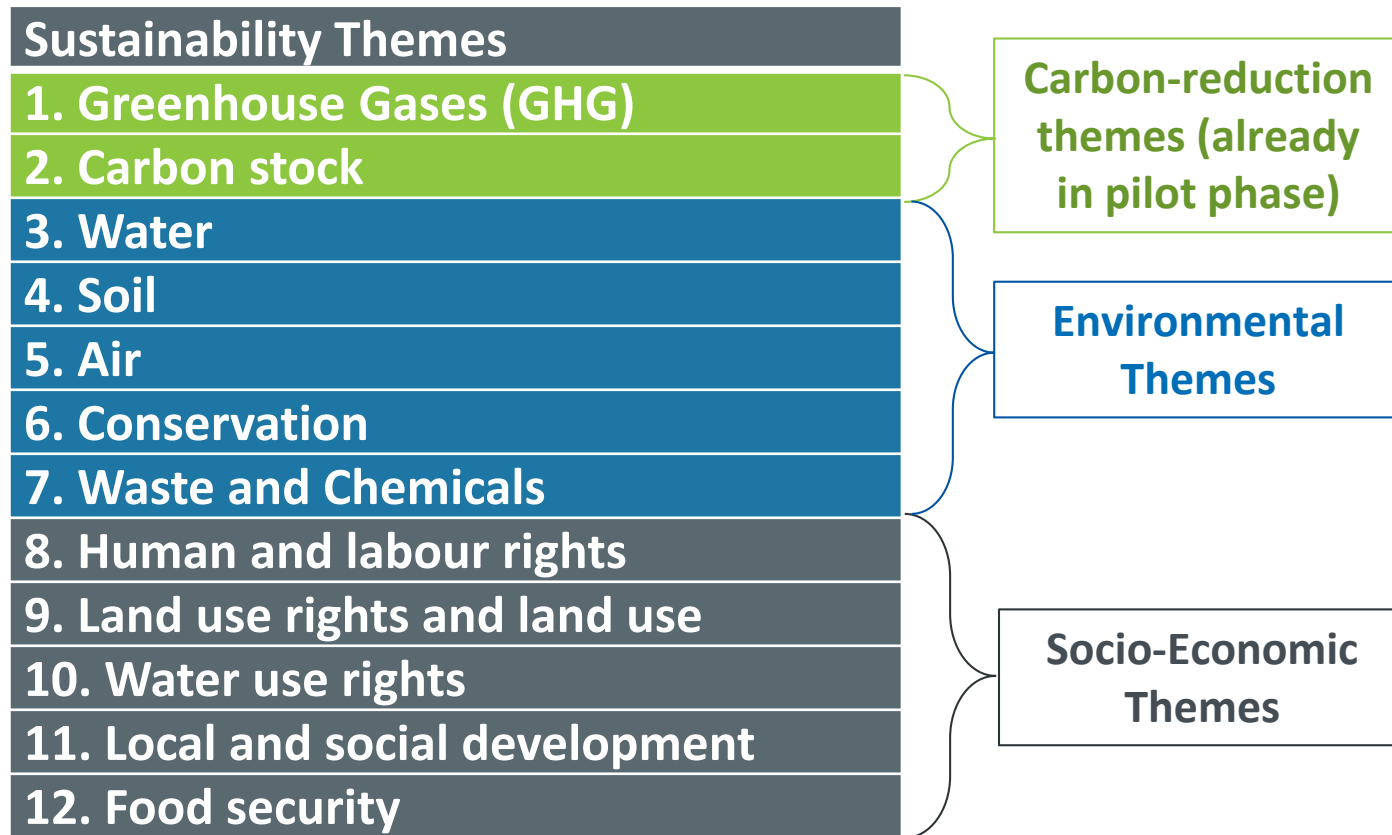 Sustainability Themes
1. Greenhouse Gases (GHG)
2. Carbon stock
3. Water
4. Soil
5. Air
6. Conservation
7. Waste and Chemicals
8. Human and labour rights
9. Land use rights and land use
10. Water use rights
11. Local and social development
12. Food security
Carbon-reduction
themes (already
in pilot phase)
Environmental
Themes
Socio-Economic
Themes